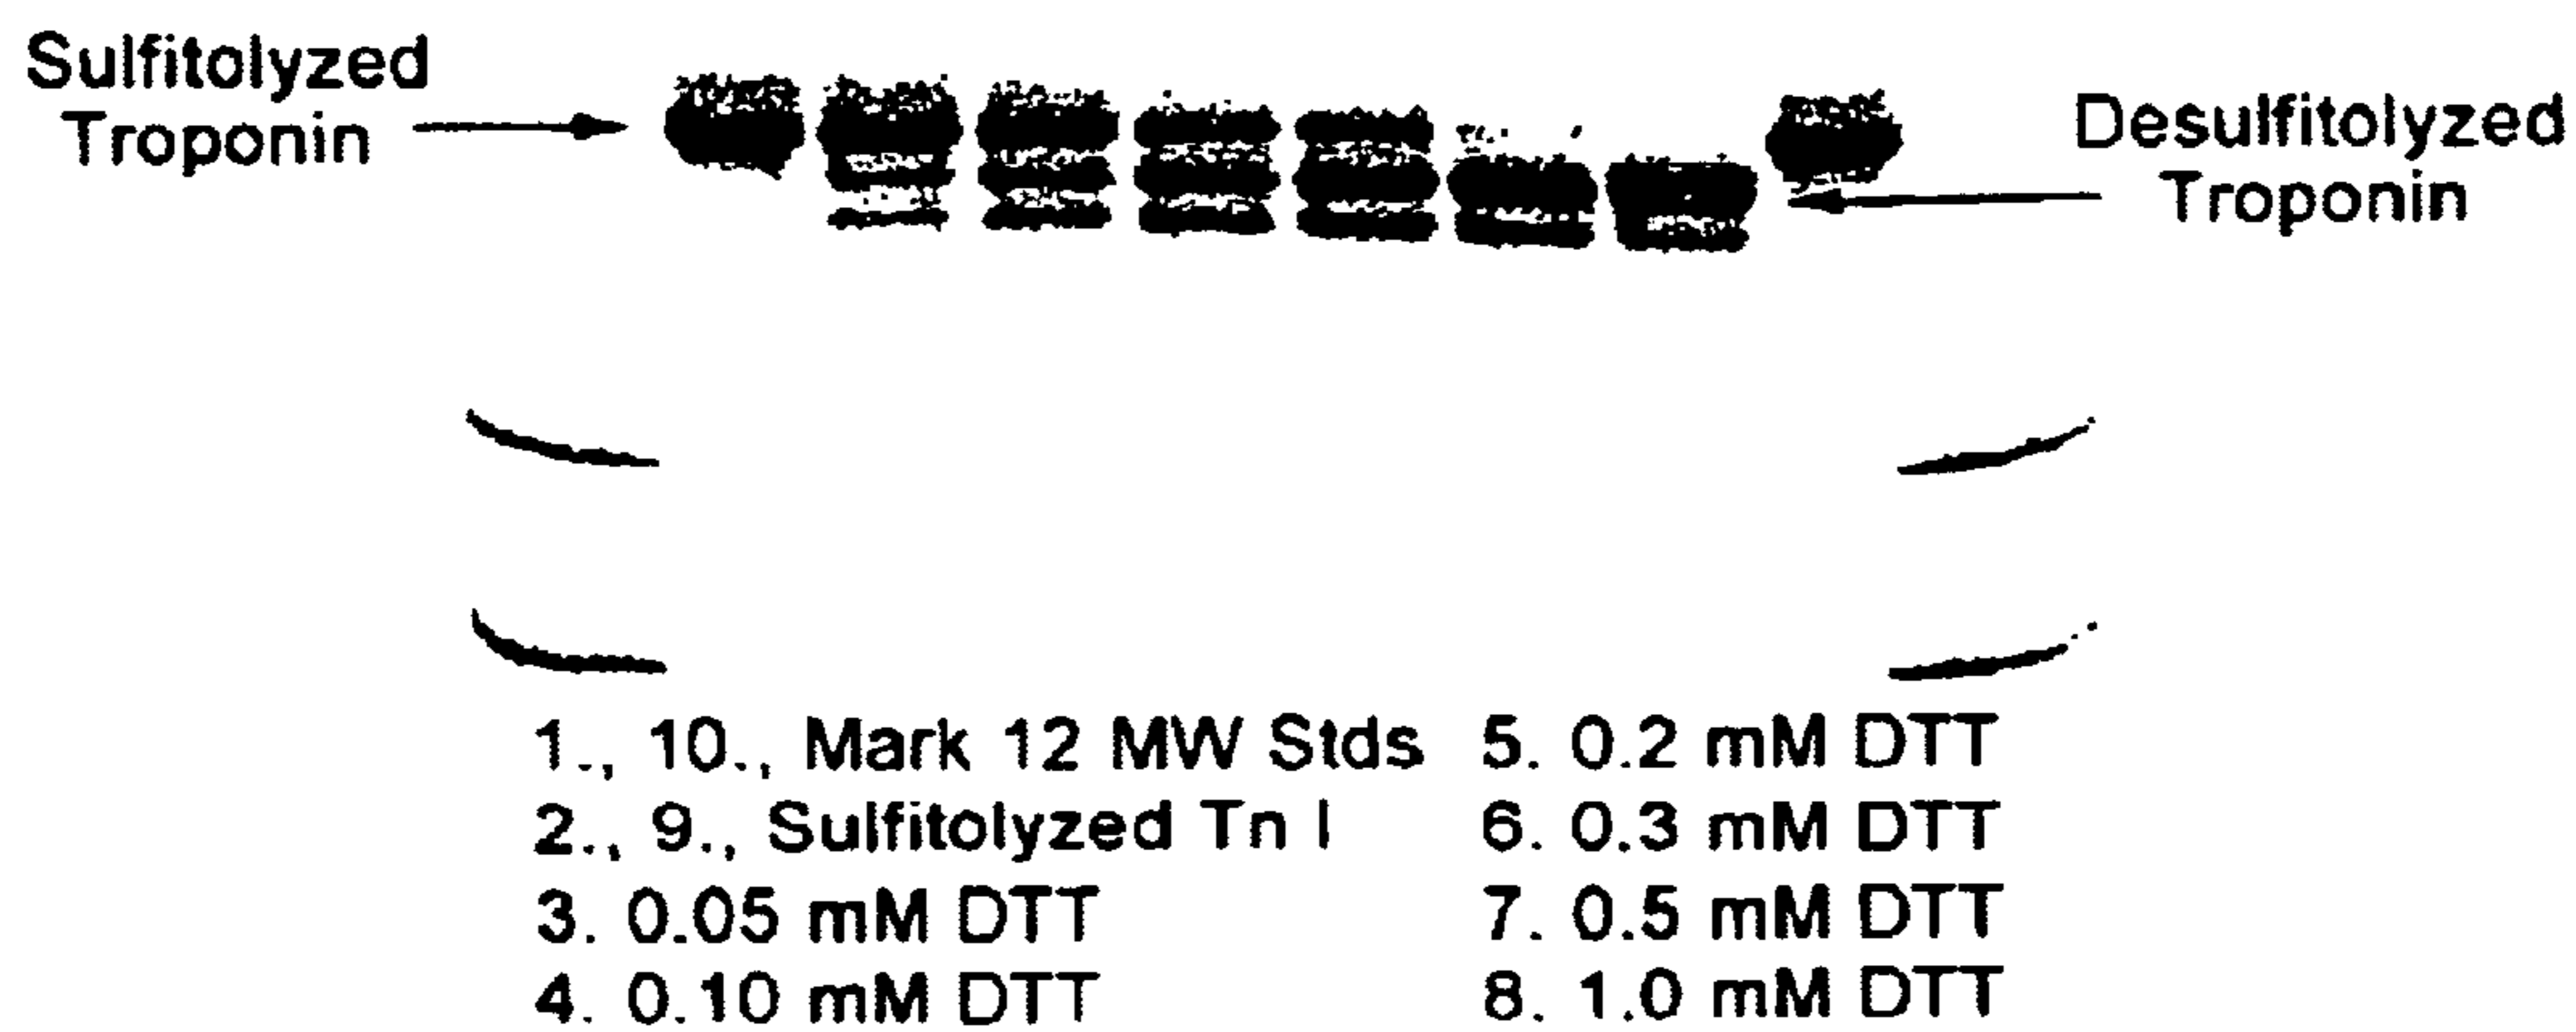 Sulfitolyzed
Troponin
Desulfitolyzed
Troponin
1., 10., Mark 12 MW Stds
2., 9., Sulfitolyzed Tn I
3. 0.05 mM DTT
4. 0.10 mM DTT
5. 0.2 mM DTT
6. 0.3 mM DTT
7. 0.5 mM DTT
8. 1.0 mM DTT